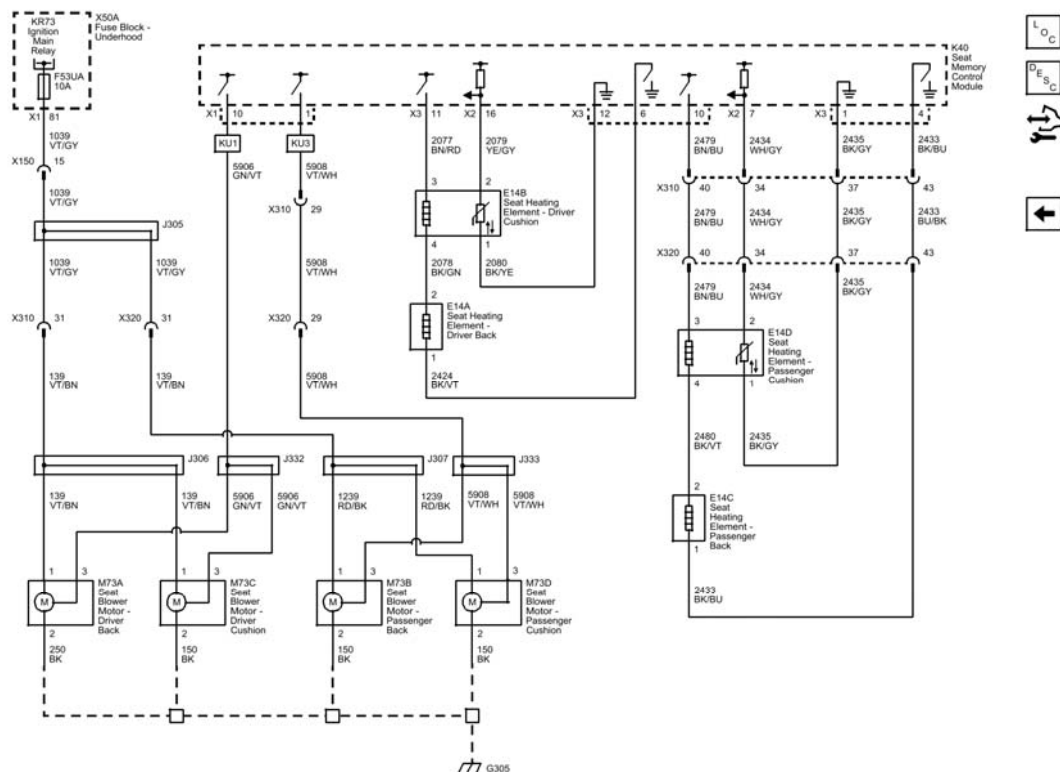 KR73
Ignition
Main
Relay
X50A
Fuse Block -
Underhood
F53UA
10A
X1 81
1039
VT/GY
X150 15
1039
VT/GY
J305
1039
VT/GY
1039
VT/GY
X310 31
X320 31
139
VT/BN
139
VT/BN
K40
Seat
Memory
Control
Module
X1 10 1
X3 11
X2 16
X3 12 6 10
X2 7
X3 1 4
KU1
KU3
5906
GN/VT
5908
VT/WH
X310 29
5908
VT/WH
X320 29
5908
VT/WH
2077
BN/RD
2079
YE/GY
3 2
E14B
Seat Heating
Element - Driver
Cushion
4 1
2078
BK/GN
2080
BK/YE
2
E14A
Seat Heating
Element -
Driver Back
1
2424
BK/VT
2479
BN/BU
2434
WH/GY
2435
BK/GY
2433
BK/BU
X310 40 34 37 43
2479
BN/BU
2434
WH/GY
2435
BK/GY
2433
BU/BK
X320 40 34 37 43
2479
BN/BU
2434
WH/GY
2435
BK/GY
3 2
E14D
Seat
Heating
Element -
Passenger
Cushion
4 1
2480
BK/VT
2435
BK/GY
2
E14C
Seat
Heating
Element -
Passenger
Back
1
2433
BK/BU
J306
J332
J307
J333
139
VT/BN
139
VT/BN
5906
GN/VT
5906
GN/VT
1239
RD/BK
1239
RD/BK
5908
VT/WH
5908
VT/WH
1 3
M
M73A
Seat
Blower
Motor -
Driver
Back
2
250
BK
1 3
M
M73C
Seat
Blower
Motor -
Driver
Cushion
2
150
BK
1 3
M
M73B
Seat
Blower
Motor -
Passenger
Back
2
150
BK
1 3
M
M73D
Seat
Blower
Motor -
Passenger
Cushion
2
150
BK
G305
LOC
DESC